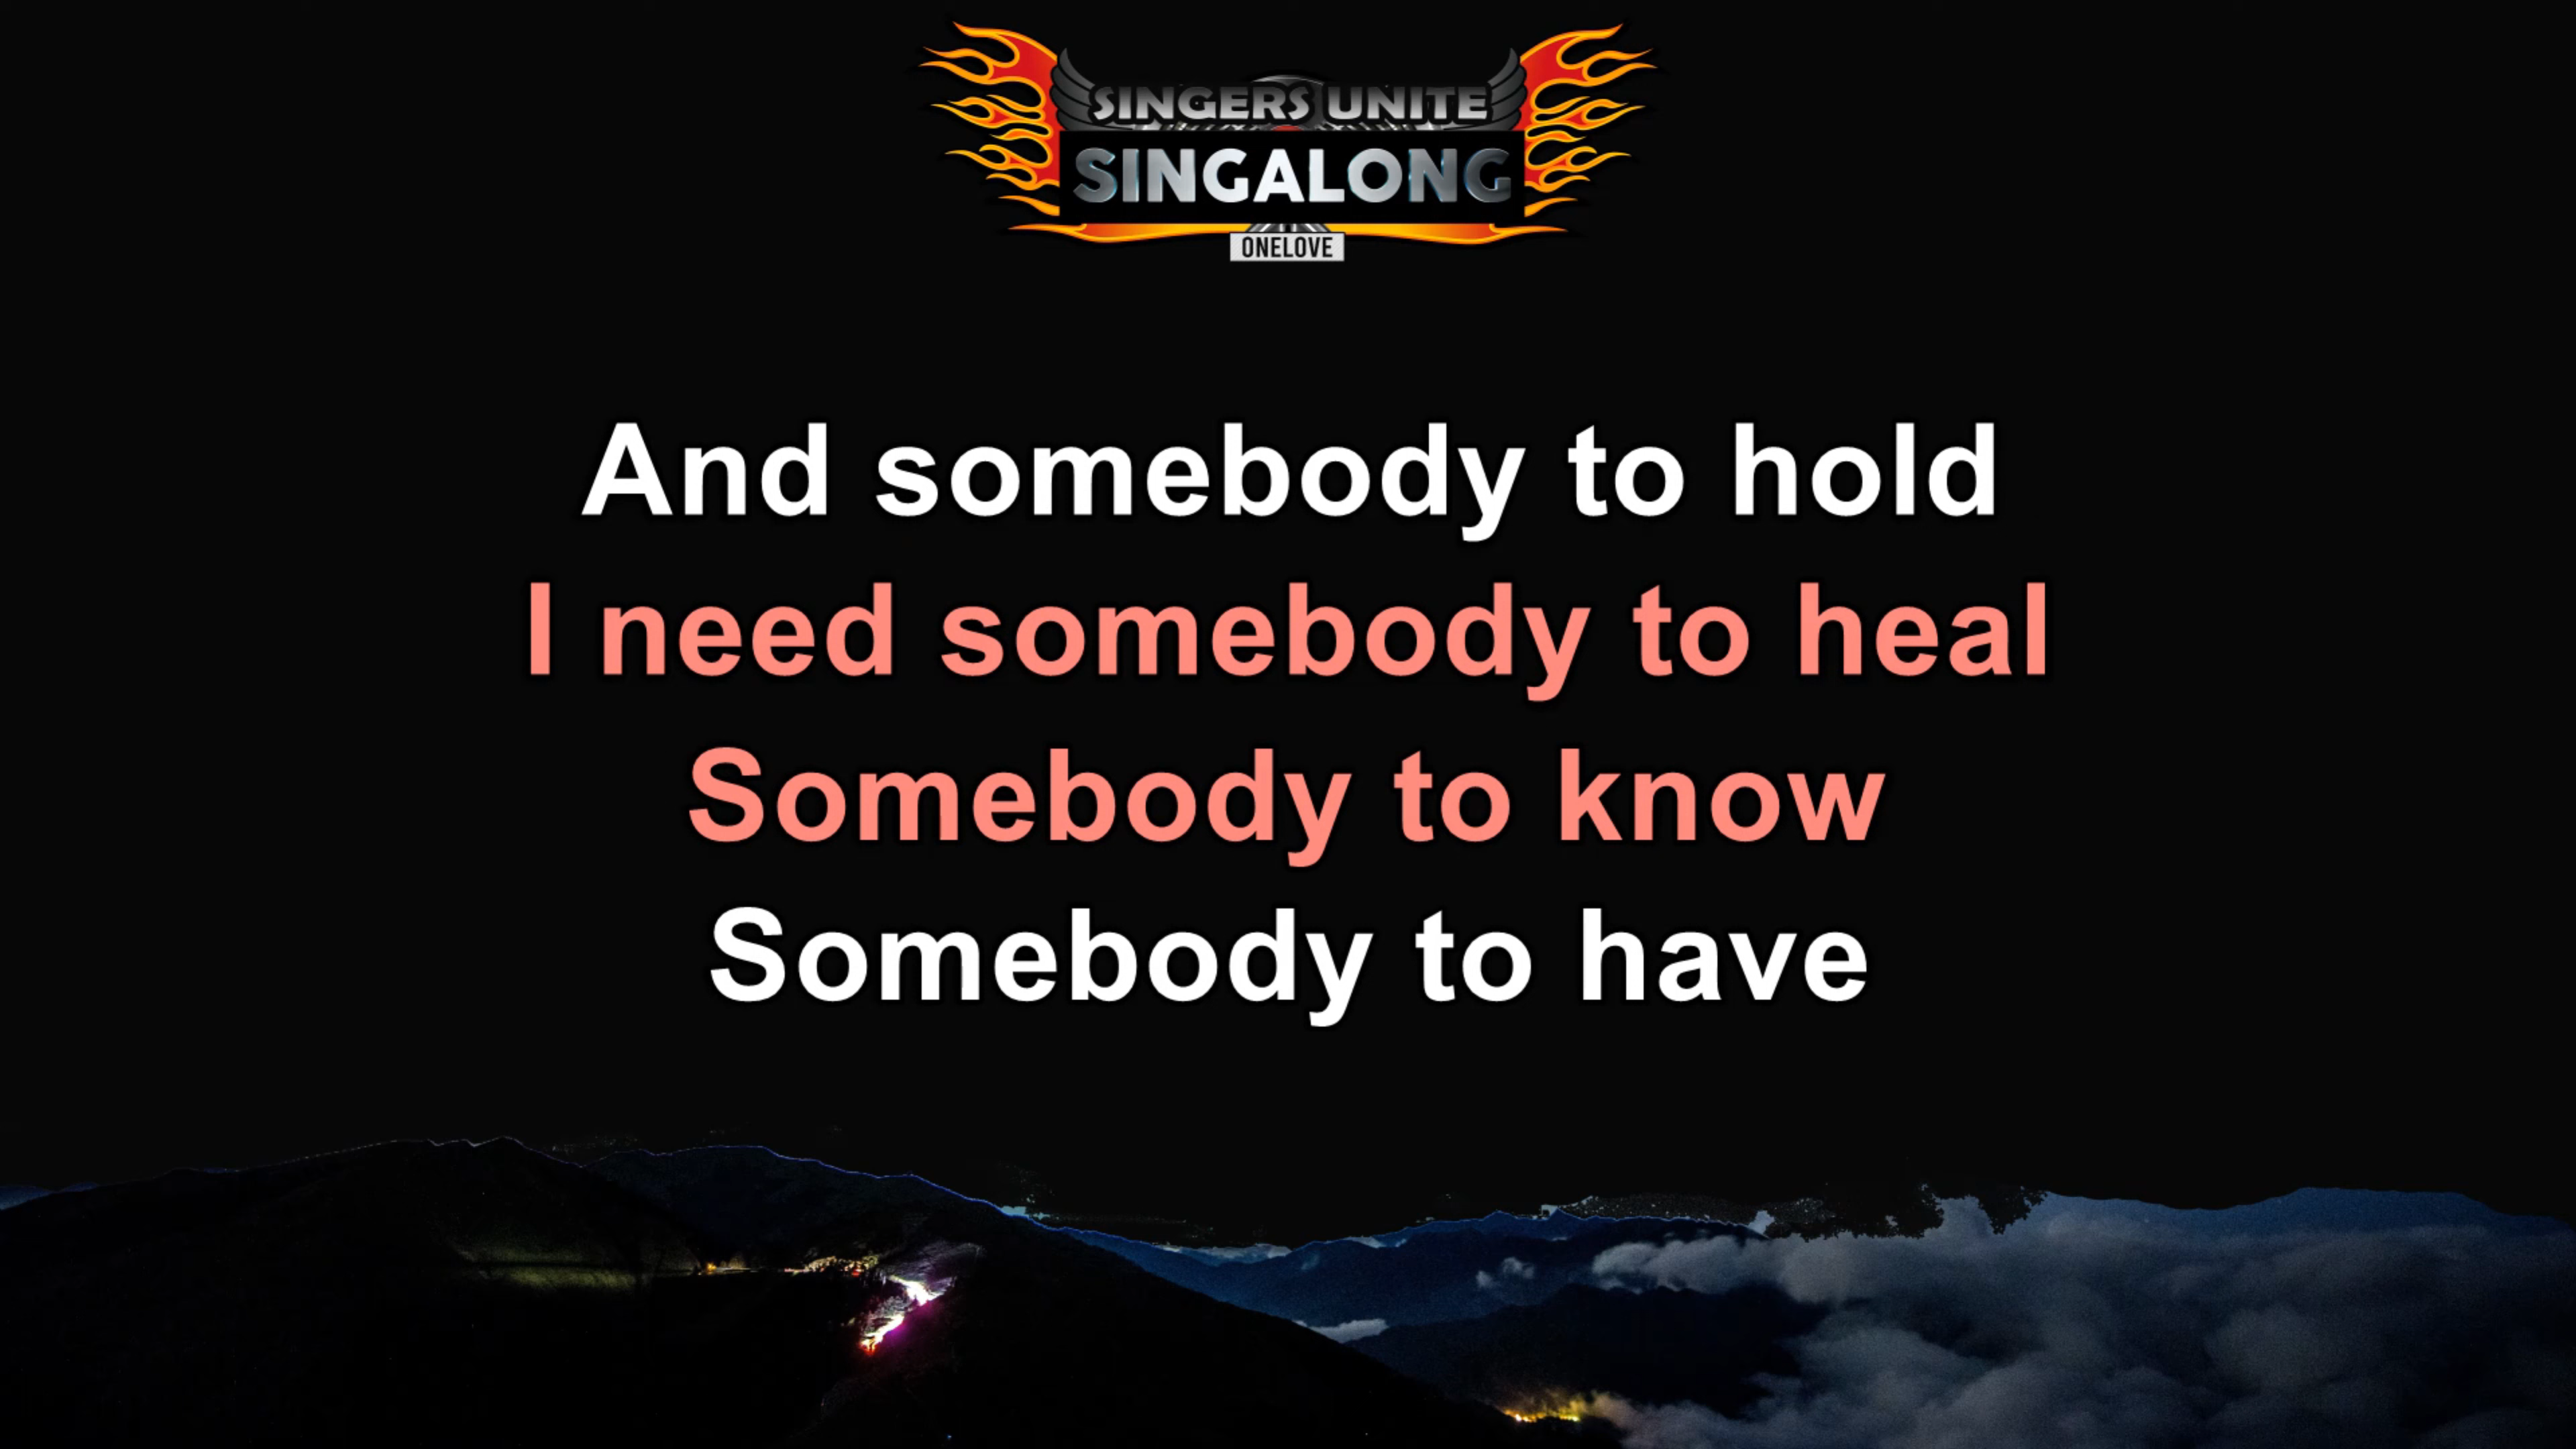 SINGERS UNITE
SINGALONG
ONELOVE
And somebody to hold
I need somebody to heal
Somebody to know
Somebody to have